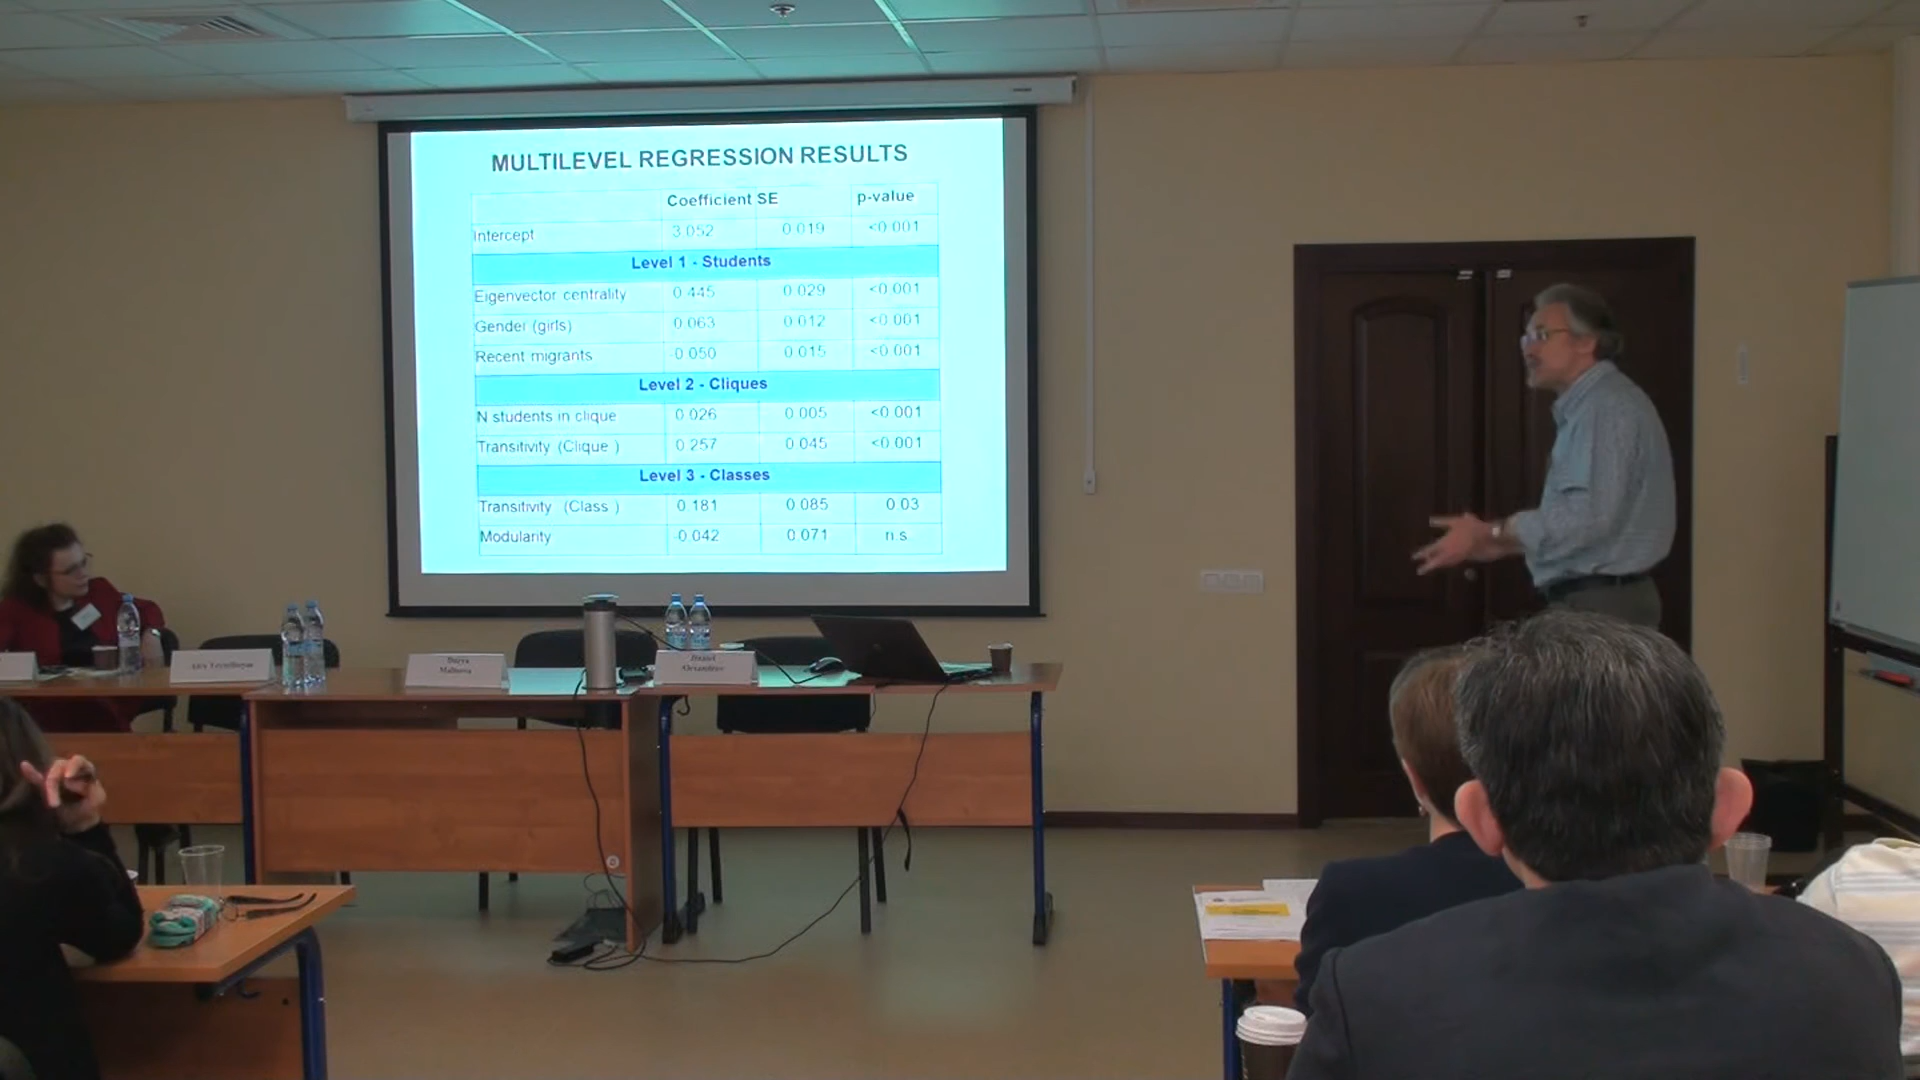 MULTILEVEL REGRESSION RESULTS
Coefficient SE p-value
Intercept 3.052 0.019 <0.001
Level 1 - Students
Eigenvector centrality 0.445 0.029 <0.001
Gender (girls) 0.063 0.012 <0.001
Recent migrants -0.050 0.015 <0.001
Level 2 - Cliques
N students in clique 0.026 0.005 <0.001
Transitivity (Clique ) 0.257 0.045 <0.001
Level 3 - Classes
Transitivity (Class ) 0.181 0.085 0.03
Modularity -0.042 0.071 n.s
Daniel